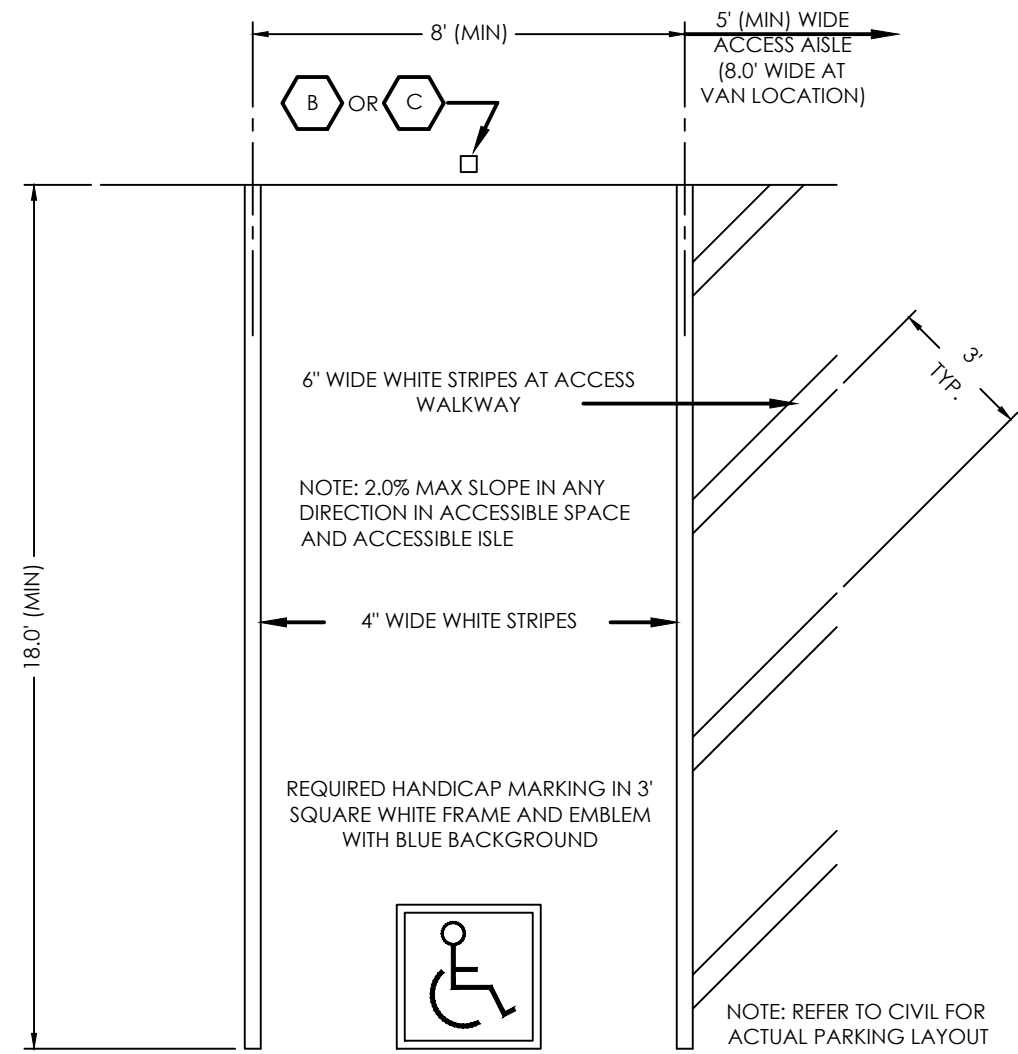 8' (MIN)
5' (MIN) WIDE
ACCESS AISLE
(8.0' WIDE AT
VAN LOCATION)
B OR C
6" WIDE WHITE STRIPES AT ACCESS
WALKWAY
3'
TYP.
NOTE: 2.0% MAX SLOPE IN ANY
DIRECTION IN ACCESSIBLE SPACE
AND ACCESSIBLE ISLE
18.0' (MIN)
4" WIDE WHITE STRIPES
REQUIRED HANDICAP MARKING IN 3'
SQUARE WHITE FRAME AND EMBLEM
WITH BLUE BACKGROUND
NOTE: REFER TO CIVIL FOR
ACTUAL PARKING LAYOUT